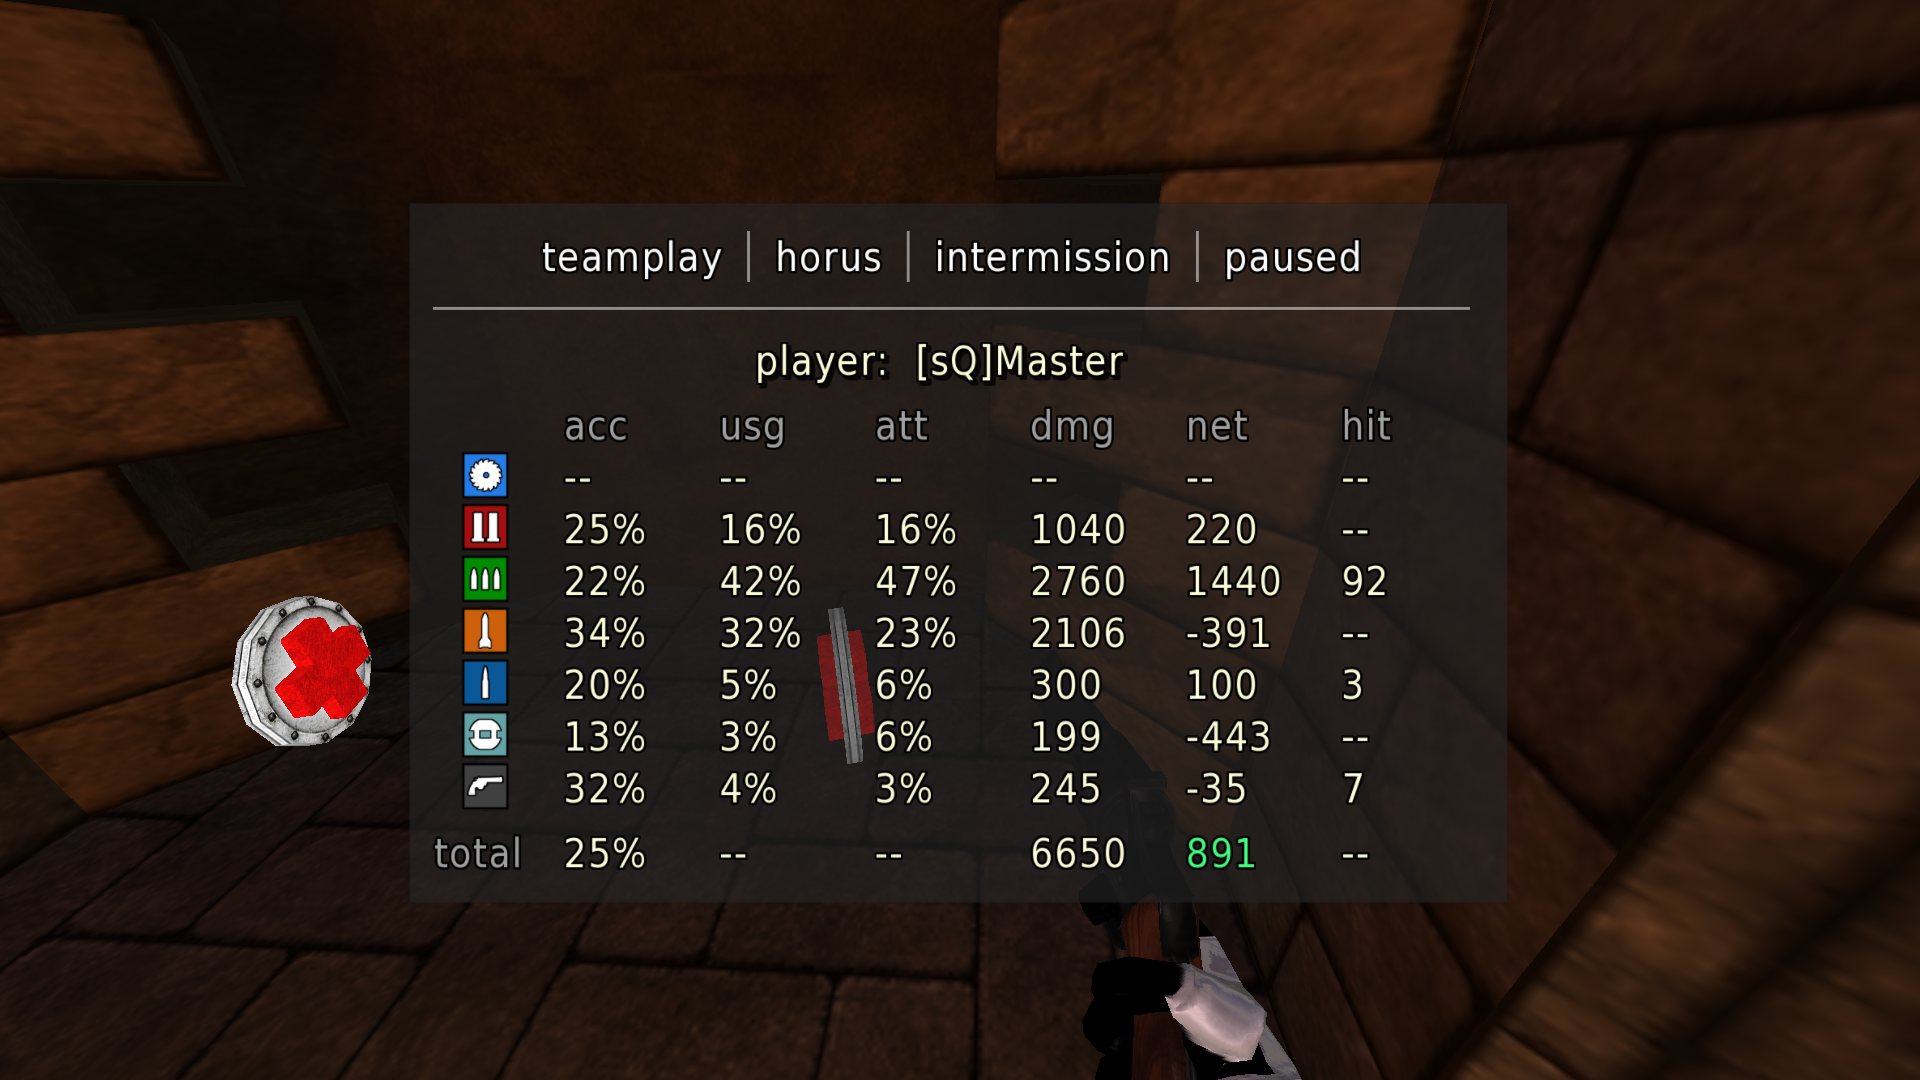 teamplay | horus | intermission | paused
player: [sQ]Master
acc usg att dmg net hit
-- -- -- -- -- --
25% 16% 16% 1040 220 --
22% 42% 47% 2760 1440 92
34% 32% 23% 2106 -391 --
20% 5% 6% 300 100 3
13% 3% 6% 199 -443 --
32% 4% 3% 245 -35 7
total 25% -- -- 6650 891 --